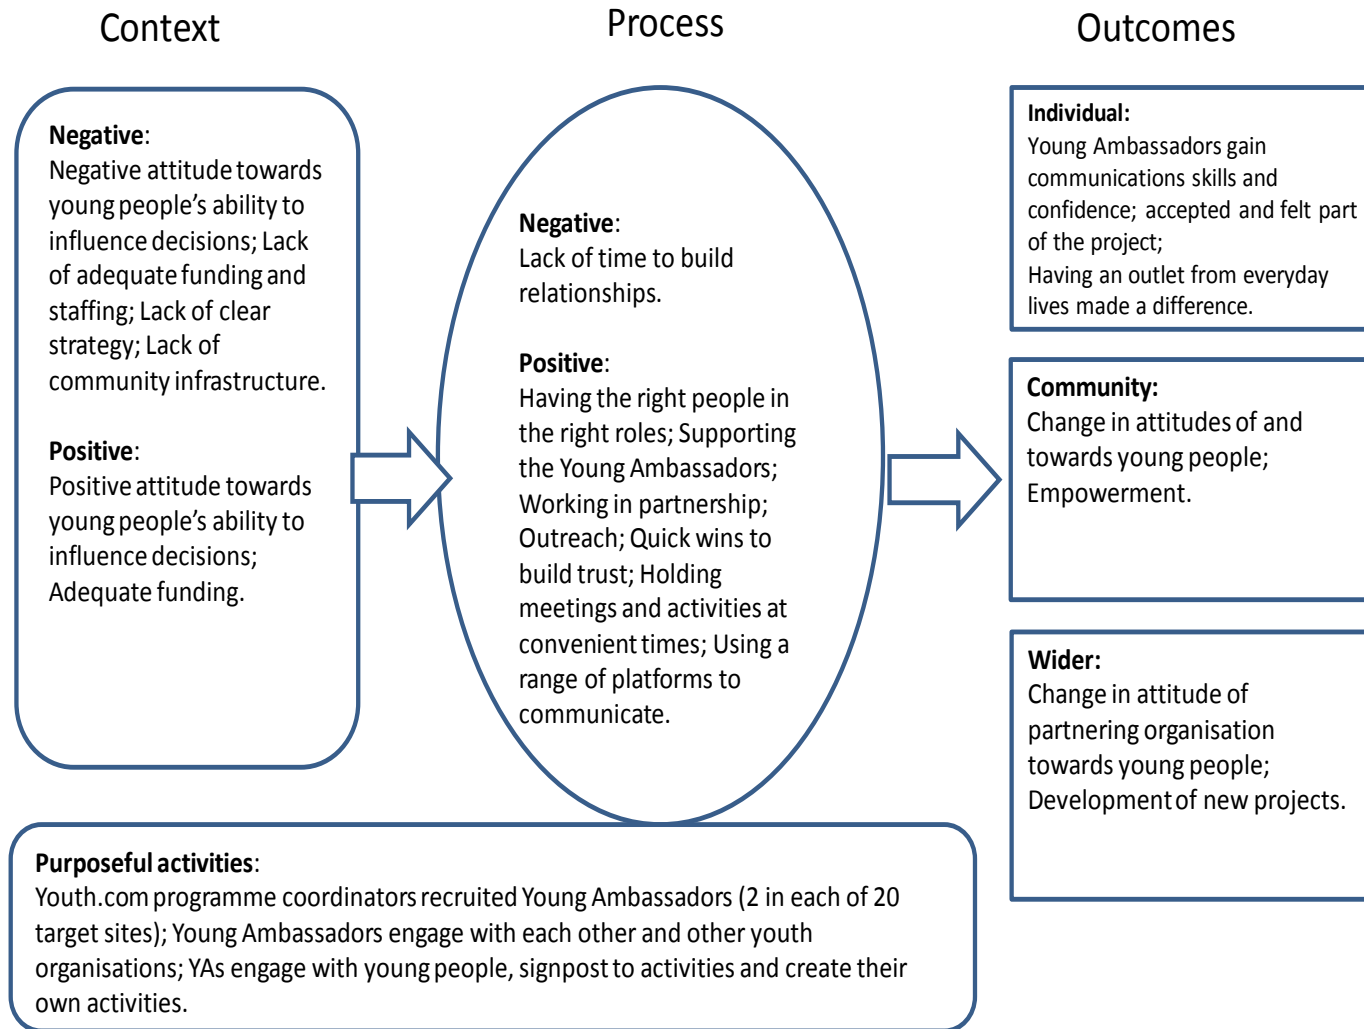 Context
Process
Outcomes
Negative:
Negative attitude towards
young people’s ability to
influence decisions; Lack
of adequate funding and
staffing; Lack of clear
strategy; Lack of
community infrastructure.
Positive:
Positive attitude towards
young people’s ability to
influence decisions;
Adequate funding.
Negative:
Lack of time to build
relationships.
Positive:
Having the right people in
the right roles; Supporting
the Young Ambassadors;
Working in partnership;
Outreach; Quick wins to
build trust; Holding
meetings and activities at
convenient times; Using a
range of platforms to
communicate.
Individual:
Young Ambassadors gain
communications skills and
confidence; accepted and felt part
of the project;
Having an outlet from everyday
lives made a difference.
Community:
Change in attitudes of and
towards young people;
Empowerment.
Wider:
Change in attitude of
partnering organisation
towards young people;
Development of new projects.
Purposeful activities:
Youth.com programme coordinators recruited Young Ambassadors (2 in each of 20
target sites); Young Ambassadors engage with each other and other youth
organisations; YAs engage with young people, signpost to activities and create their
own activities.